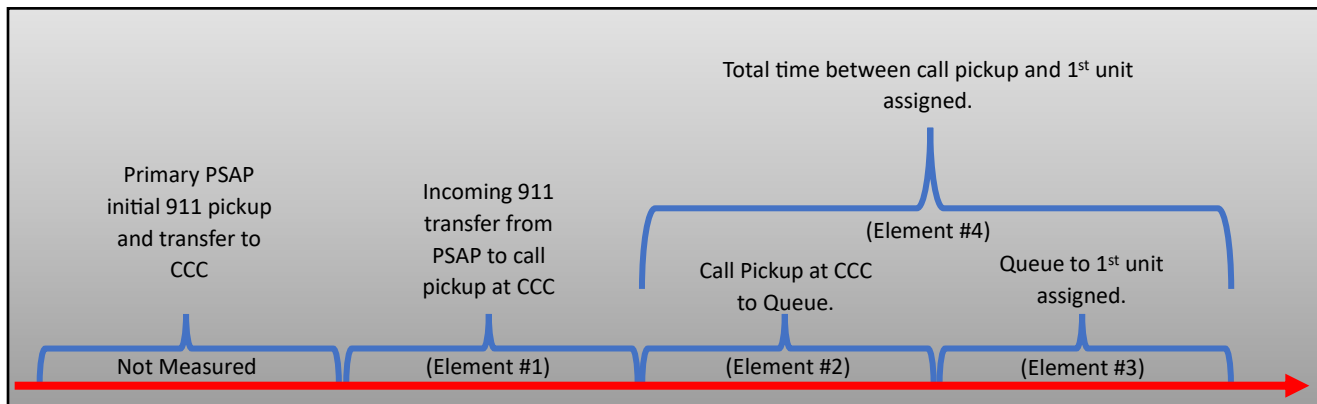 Total time between call pickup and 1st unit
assigned.
Primary PSAP
initial 911 pickup
and transfer to
CCC
Incoming 911
transfer from
PSAP to call
pickup at CCC
(Element #4)
Call Pickup at CCC
to Queue.
Queue to 1st unit
assigned.
Not Measured
(Element #1)
(Element #2)
(Element #3)